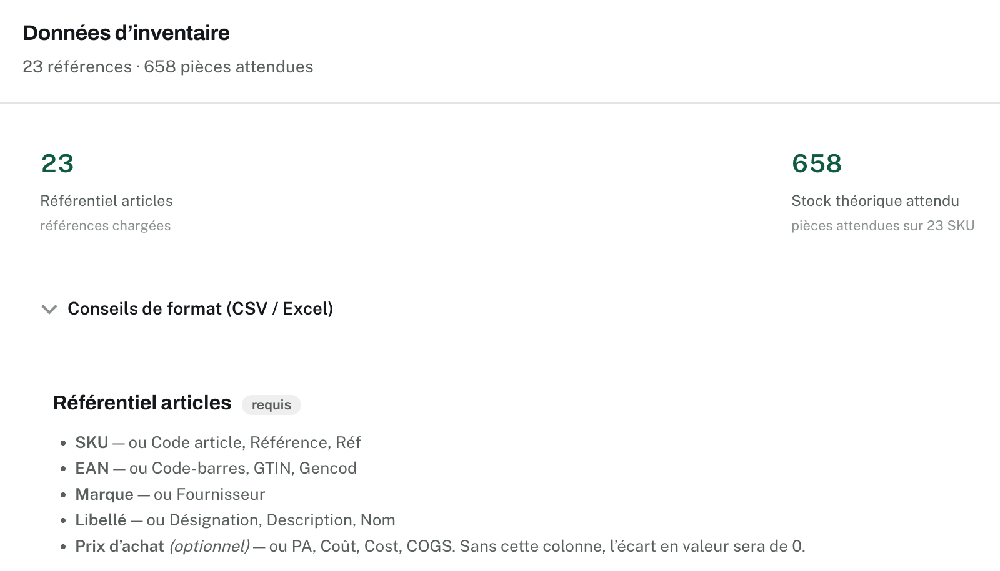 Données d’inventaire
23 références · 658 pièces attendues
23
Référentiel articles
références chargées
658
Stock théorique attendu
pièces attendues sur 23 SKU
Conseils de format (CSV / Excel)
Référentiel articles requis
• SKU — ou Code article, Référence, Réf
• EAN — ou Code-barres, GTIN, Gencod
• Marque — ou Fournisseur
• Libellé — ou Désignation, Description, Nom
• Prix d’achat (optionnel) — ou PA, Coût, Cost, COGS. Sans cette colonne, l’écart en valeur sera de 0.